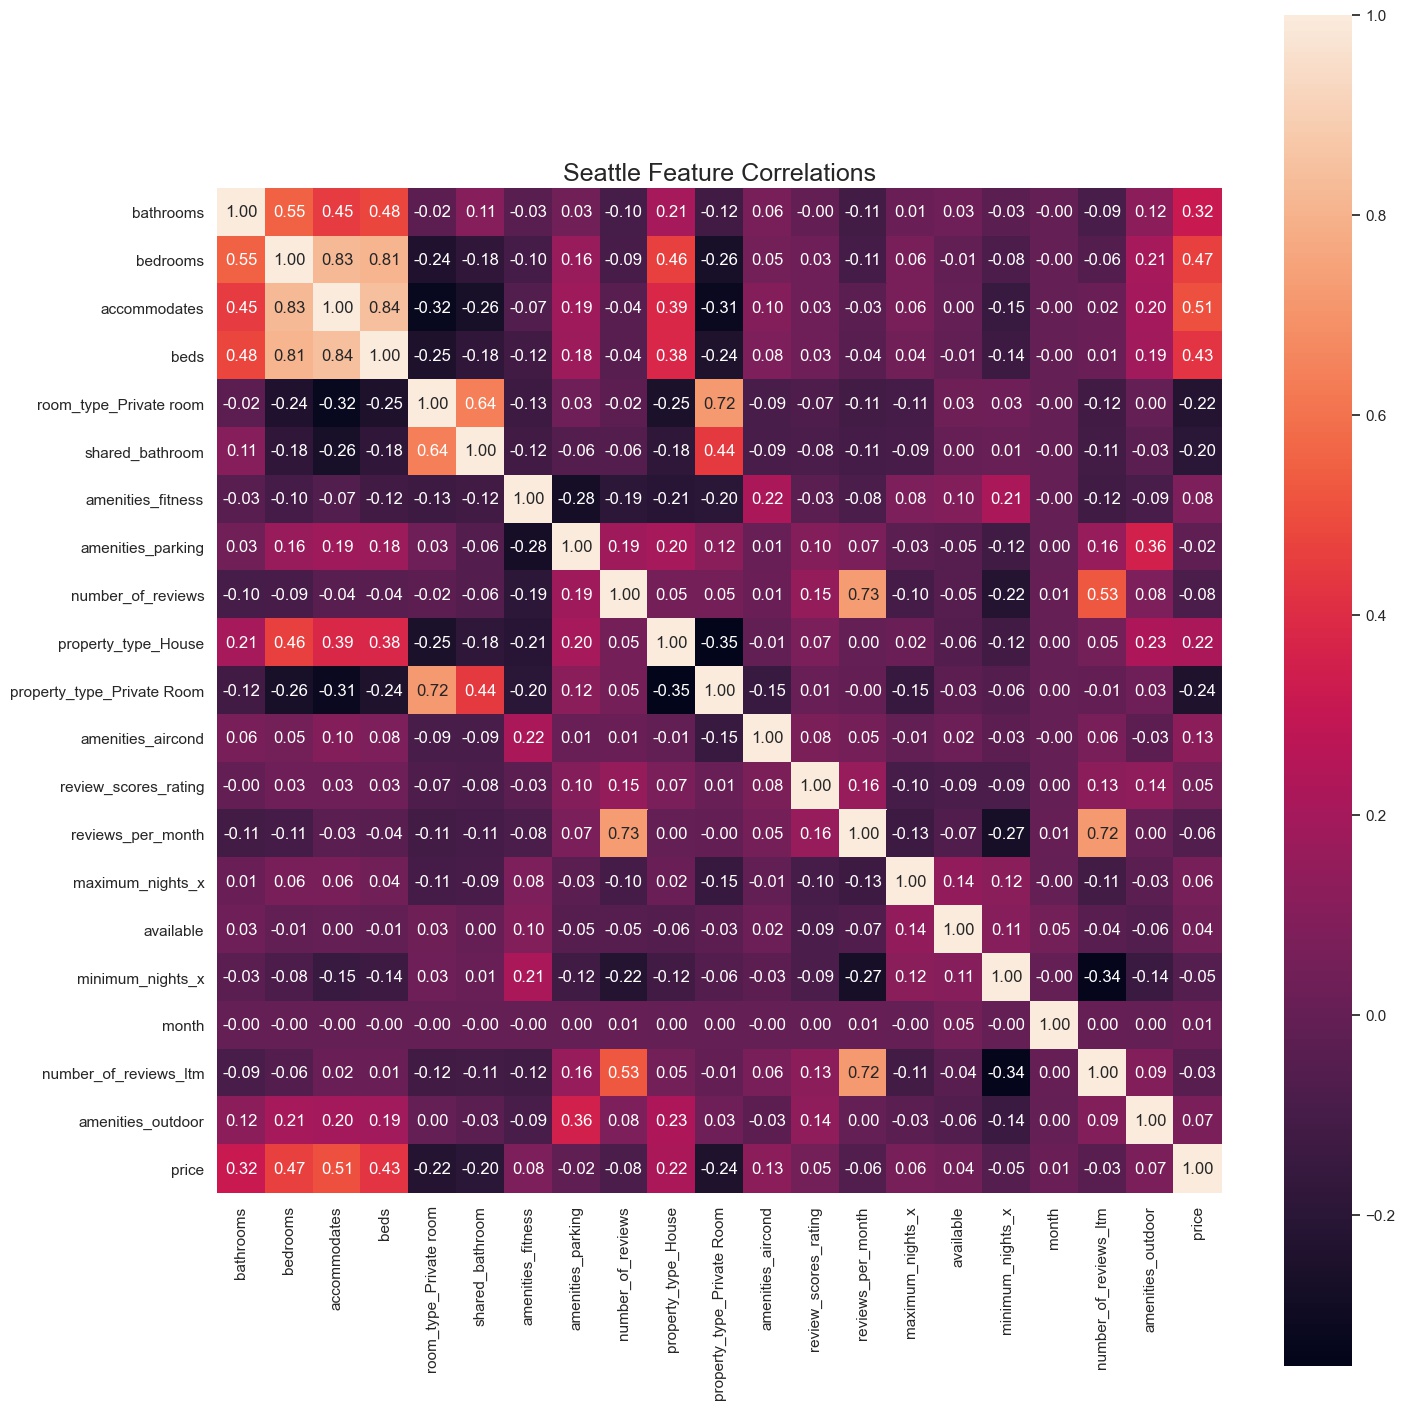 Seattle Feature Correlations
bathrooms 1.00 0.55 0.45 0.48 -0.02 0.11 -0.03 0.03 -0.10 0.21 -0.12 0.06 -0.00 -0.11 0.01 0.03 -0.03 -0.00 -0.09 0.12 0.32
bedrooms 0.55 1.00 0.83 0.81 -0.24 -0.18 -0.10 0.16 -0.09 0.46 -0.26 0.05 0.03 -0.11 0.06 -0.01 -0.08 -0.00 -0.06 0.21 0.47
accommodates 0.45 0.83 1.00 0.84 -0.32 -0.26 -0.07 0.19 -0.04 0.39 -0.31 0.10 0.03 -0.03 0.06 0.00 -0.15 -0.00 0.02 0.20 0.51
beds 0.48 0.81 0.84 1.00 -0.25 -0.18 -0.12 0.18 -0.04 0.38 -0.24 0.08 0.03 -0.04 0.04 -0.01 -0.14 -0.00 0.01 0.19 0.43
room_type_Private room -0.02 -0.24 -0.32 -0.25 1.00 0.64 -0.13 0.03 -0.02 -0.25 0.72 -0.09 -0.07 -0.11 -0.11 0.03 0.03 -0.00 -0.12 0.00 -0.22
shared_bathroom 0.11 -0.18 -0.26 -0.18 0.64 1.00 -0.12 -0.06 -0.06 -0.18 0.44 -0.09 -0.08 -0.11 -0.09 0.00 0.01 -0.00 -0.11 -0.03 -0.20
amenities_fitness -0.03 -0.10 -0.07 -0.12 -0.13 -0.12 1.00 -0.28 -0.19 -0.21 -0.20 0.22 -0.03 -0.08 0.08 0.10 0.21 -0.00 -0.12 -0.09 0.08
amenities_parking 0.03 0.16 0.19 0.18 0.03 -0.06 -0.28 1.00 0.19 0.20 0.12 0.01 0.10 0.07 -0.03 -0.05 -0.12 0.00 0.16 0.36 -0.02
number_of_reviews -0.10 -0.09 -0.04 -0.04 -0.02 -0.06 -0.19 0.19 1.00 0.05 0.05 0.01 0.15 0.73 -0.10 -0.05 -0.22 0.01 0.53 0.08 -0.08
property_type_House 0.21 0.46 0.39 0.38 -0.25 -0.18 -0.21 0.20 0.05 1.00 -0.35 -0.01 0.07 0.00 0.02 -0.06 -0.12 0.00 0.05 0.23 0.22
property_type_Private Room -0.12 -0.26 -0.31 -0.24 0.72 0.44 -0.20 0.12 0.05 -0.35 1.00 -0.15 0.01 -0.00 -0.15 -0.03 -0.06 0.00 -0.01 0.03 -0.24
amenities_aircond 0.06 0.05 0.10 0.08 -0.09 -0.09 0.22 0.01 0.01 -0.01 -0.15 1.00 0.08 0.05 -0.01 0.02 -0.03 -0.00 0.06 -0.03 0.13
review_scores_rating -0.00 0.03 0.03 0.03 -0.07 -0.08 -0.03 0.10 0.15 0.07 0.01 0.08 1.00 0.16 -0.10 -0.09 -0.09 0.00 0.13 0.14 0.05
reviews_per_month -0.11 -0.11 -0.03 -0.04 -0.11 -0.11 -0.08 0.07 0.73 0.00 -0.00 0.05 0.16 1.00 -0.13 -0.07 -0.27 0.01 0.72 0.00 -0.06
maximum_nights_x 0.01 0.06 0.06 0.04 -0.11 -0.09 0.08 -0.03 -0.10 0.02 -0.15 -0.01 -0.10 -0.13 1.00 0.14 0.12 -0.00 -0.11 -0.03 0.06
available 0.03 -0.01 0.00 -0.01 0.03 0.00 0.10 -0.05 -0.05 -0.06 -0.03 0.02 -0.09 -0.07 0.14 1.00 0.11 0.05 -0.04 -0.06 0.04
minimum_nights_x -0.03 -0.08 -0.15 -0.14 0.03 0.01 0.21 -0.12 -0.22 -0.12 -0.06 -0.03 -0.09 -0.27 0.12 0.11 1.00 -0.00 -0.34 -0.14 -0.05
month -0.00 -0.00 -0.00 -0.00 -0.00 -0.00 -0.00 0.00 0.01 0.00 0.00 -0.00 0.00 0.01 -0.00 0.05 -0.00 1.00 0.00 0.00 0.01
number_of_reviews_ltm -0.09 -0.06 0.02 0.01 -0.12 -0.11 -0.12 0.16 0.53 0.05 -0.01 0.06 0.13 0.72 -0.11 -0.04 -0.34 0.00 1.00 0.09 -0.03
amenities_outdoor 0.12 0.21 0.20 0.19 0.00 -0.03 -0.09 0.36 0.08 0.23 0.03 -0.03 0.14 0.00 -0.03 -0.06 -0.14 0.00 0.09 1.00 0.07
price 0.32 0.47 0.51 0.43 -0.22 -0.20 0.08 -0.02 -0.08 0.22 -0.24 0.13 0.05 -0.06 0.06 0.04 -0.05 0.01 -0.03 0.07 1.00
bathrooms
bedrooms
accommodates
beds
room_type_Private room
shared_bathroom
amenities_fitness
amenities_parking
number_of_reviews
property_type_House
property_type_Private Room
amenities_aircond
review_scores_rating
reviews_per_month
maximum_nights_x
available
minimum_nights_x
month
number_of_reviews_ltm
amenities_outdoor
price
1.0
0.8
0.6
0.4
0.2
0.0
−0.2